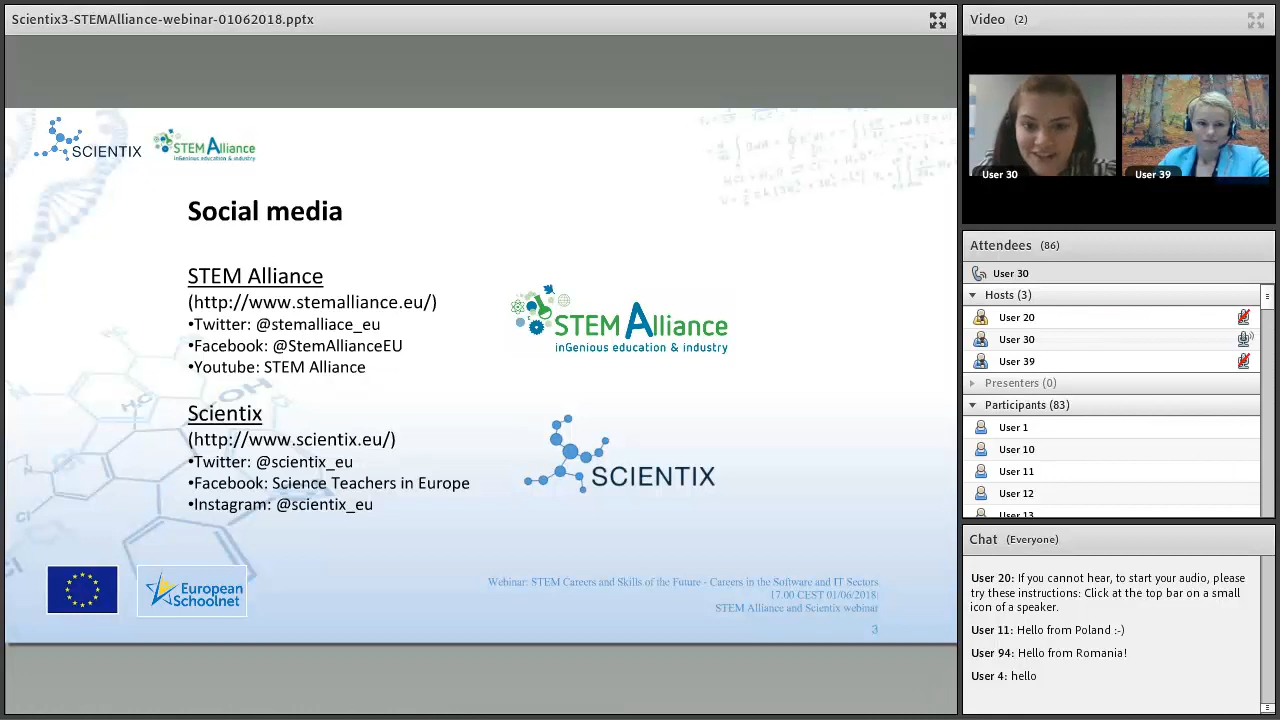 Scientix3-STEMAlliance-webinar-01062018.pptx
SCIENTIX
STEM Alliance
inGenious education & industry
Social media
STEM Alliance
(http://www.stemalliance.eu/)
•Twitter: @stemalliace_eu
•Facebook: @StemAllianceEU
•Youtube: STEM Alliance
STEM Alliance
inGenious education & industry
Scientix
(http://www.scientix.eu/)
•Twitter: @scientix_eu
•Facebook: Science Teachers in Europe
•Instagram: @scientix_eu
SCIENTIX
European
Schoolnet
Webinar: STEM Careers and Skills of the Future - Careers in the Software and IT Sectors
17.00 CEST 01/06/2018:
STEM Alliance and Scientix webinar
3
Video (2)
User 30
User 39
Attendees (86)
User 30
Hosts (3)
User 20
User 30
User 39
Presenters (0)
Participants (83)
User 1
User 10
User 11
User 12
User 13
Chat (Everyone)
User 20: If you cannot hear, to start your audio, please
try these instructions: Click at the top bar on a small
icon of a speaker.
User 11: Hello from Poland :-)
User 94: Hello from Romania!
User 4: hello